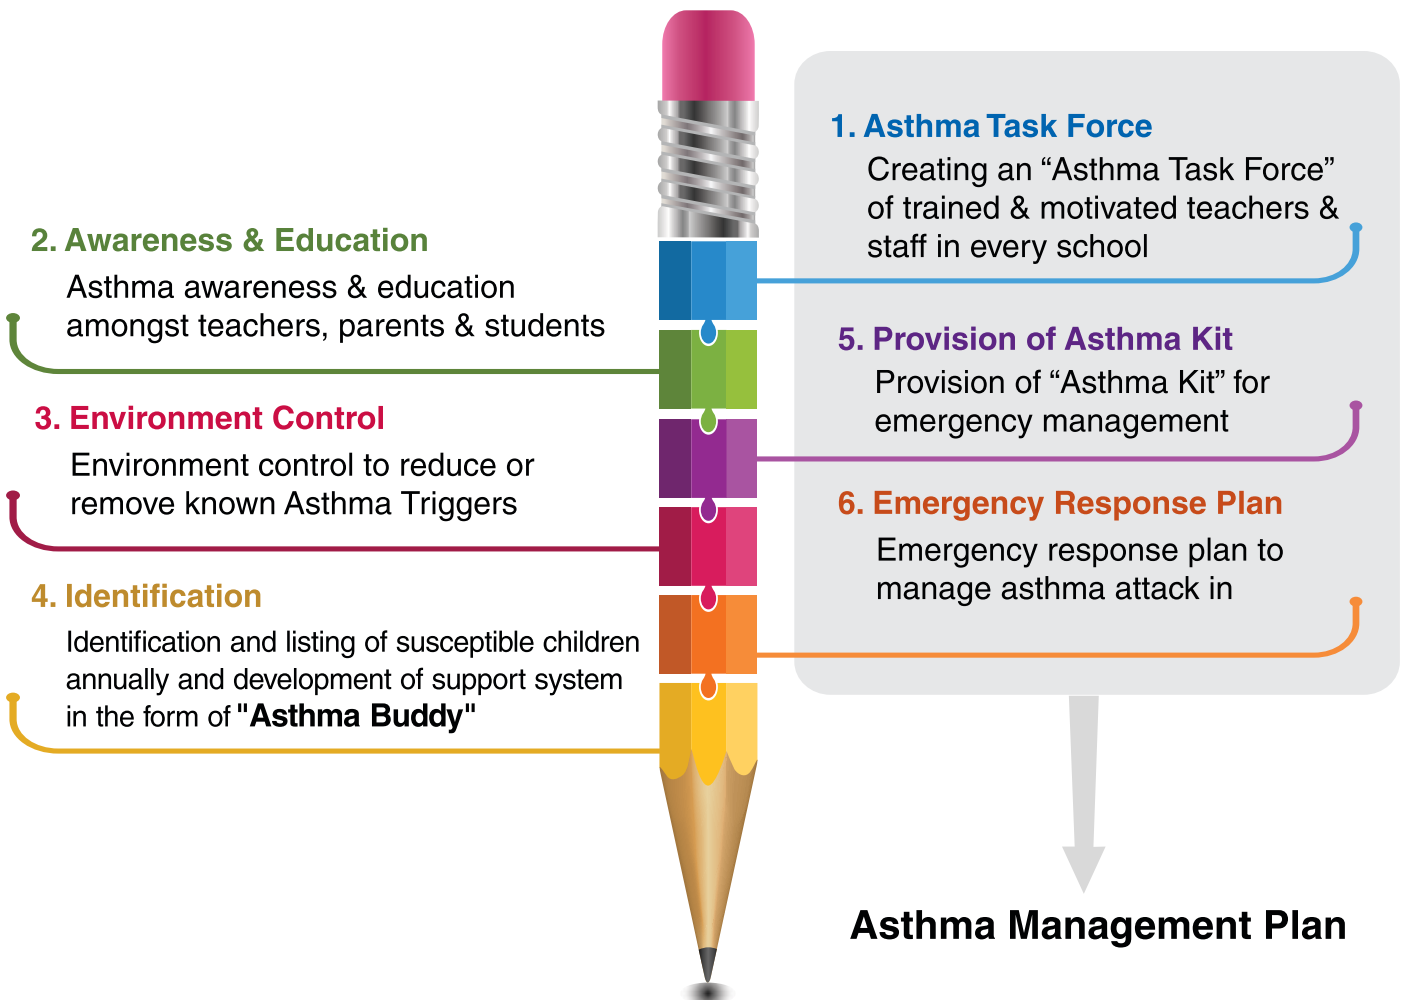 1. Asthma Task Force
Creating an “Asthma Task Force”
of trained & motivated teachers &
staff in every school
2. Awareness & Education
Asthma awareness & education
amongst teachers, parents & students
3. Environment Control
Environment control to reduce or
remove known Asthma Triggers
4. Identification
Identification and listing of susceptible children
annually and development of support system
in the form of "Asthma Buddy"
5. Provision of Asthma Kit
Provision of “Asthma Kit” for
emergency management
6. Emergency Response Plan
Emergency response plan to
manage asthma attack in
Asthma Management Plan